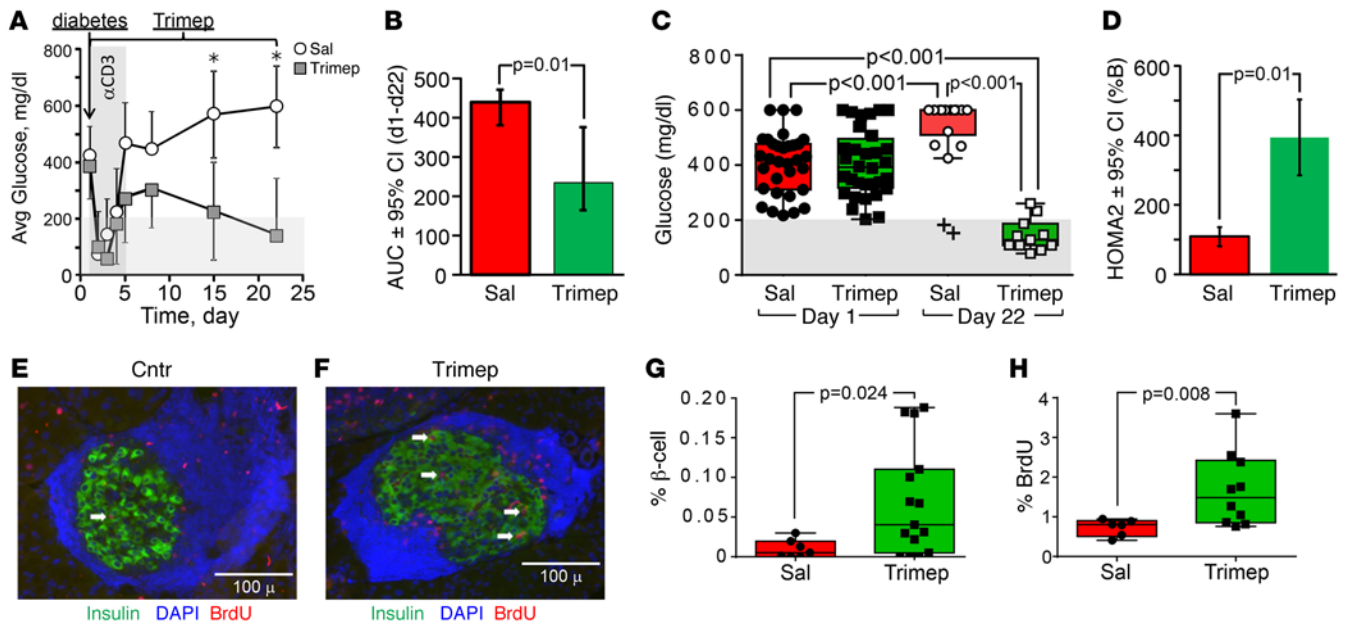 A
diabetes Trimep
αCD3
Sal
Trimep
* *
Avg Glucose, mg/dl
800
600
400
200
0
0 5 10 15 20 25
Time, day
B
p=0.01
AUC ± 95% CI (d1-d22)
500
400
300
200
100
0
Sal Trimep
C
p<0.001
p<0.001 p<0.001
Glucose (mg/dl)
800
600
400
200
0
Sal Trimep Sal Trimep
Day 1 Day 22
D
p=0.01
HOMA2 ± 95% CI (%B)
600
400
200
0
Sal Trimep
E
Cntr
100 μ
Insulin DAPI BrdU
F
Trimep
100 μ
Insulin DAPI BrdU
G
p=0.024
% β-cell
0.20
0.15
0.10
0.05
0
Sal Trimep
H
p=0.008
% BrdU
4
3
2
1
0
Sal Trimep